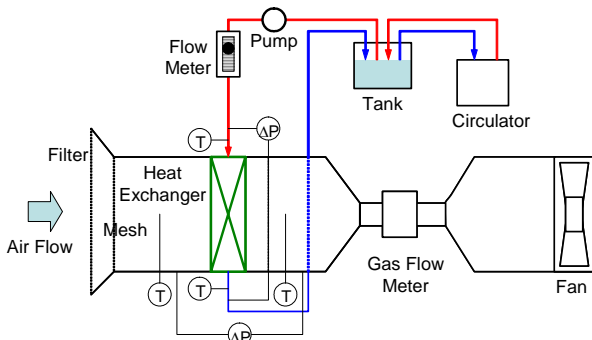 Flow
Meter
Pump
Tank
Circulator
T
ΔP
Filter
Heat
Exchanger
Mesh
Air Flow
T
T
T
ΔP
Gas Flow
Meter
Fan